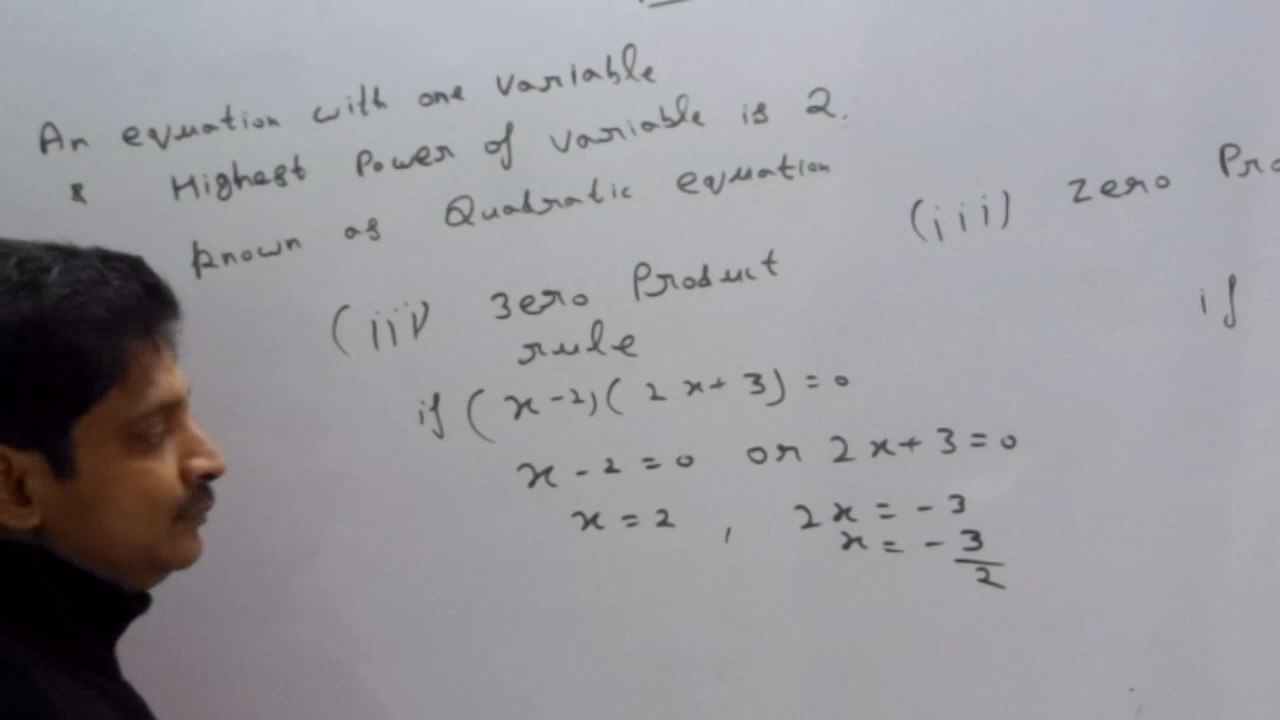 An equation with one variable
& Highest Power of variable is 2.
known as Quadratic equation
(iii) zero Product
rule
if (x-2)(2x+3)=0
x-2=0 or 2x+3=0
x=2 , 2x=-3
x=-3/2
(iii) zero Pro
if